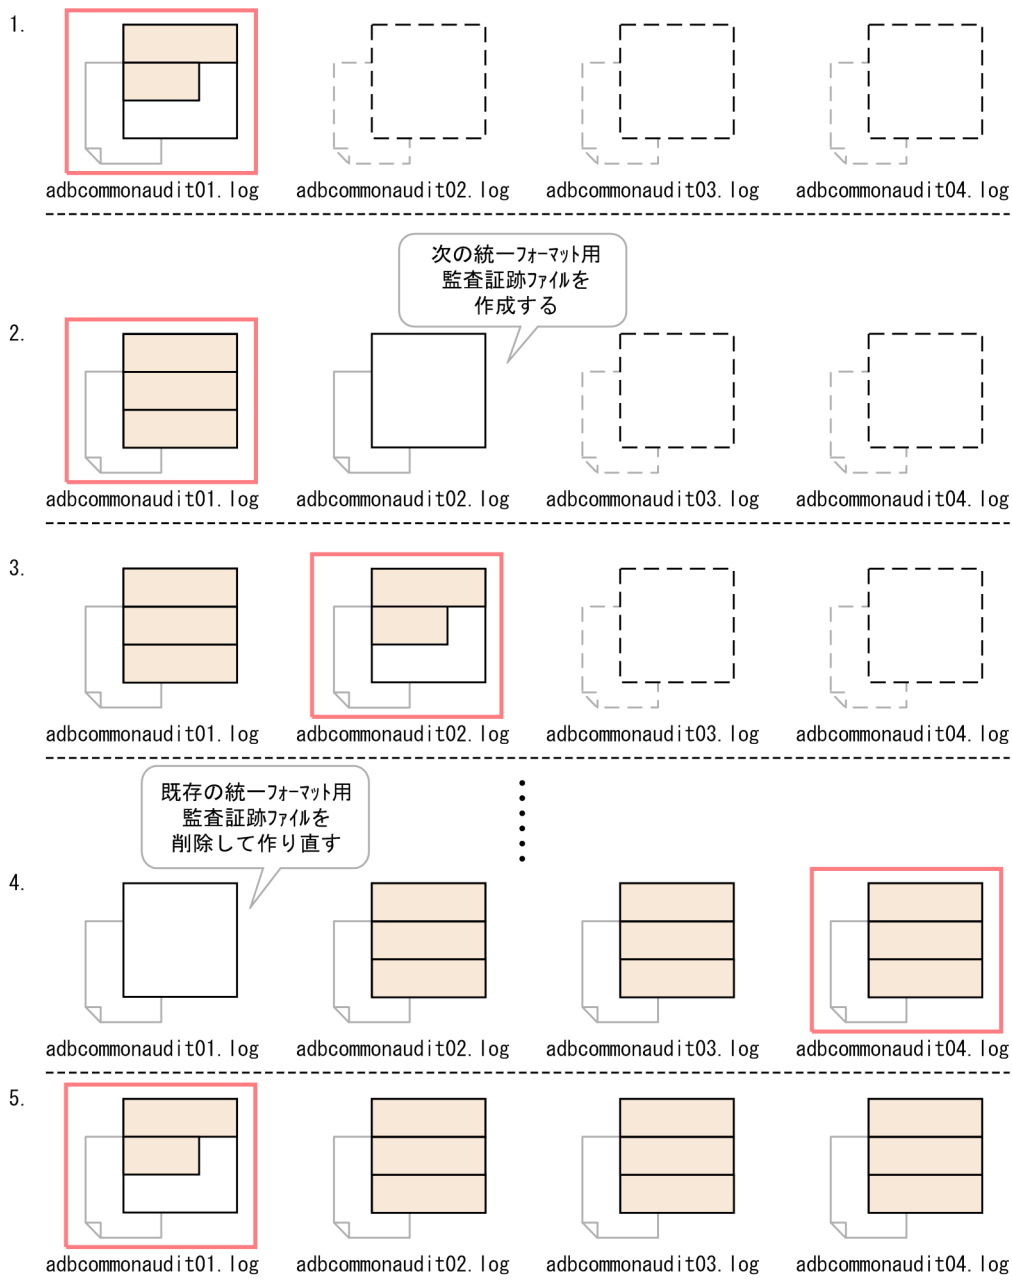 1.
adbcommonaudit01.log adbcommonaudit02.log adbcommonaudit03.log adbcommonaudit04.log
次の統一フォーマット用
監査証跡ファイルを
作成する
2.
adbcommonaudit01.log adbcommonaudit02.log adbcommonaudit03.log adbcommonaudit04.log
3.
adbcommonaudit01.log adbcommonaudit02.log adbcommonaudit03.log adbcommonaudit04.log
既存の統一フォーマット用
監査証跡ファイルを
削除して作り直す
4.
adbcommonaudit01.log adbcommonaudit02.log adbcommonaudit03.log adbcommonaudit04.log
5.
adbcommonaudit01.log adbcommonaudit02.log adbcommonaudit03.log adbcommonaudit04.log